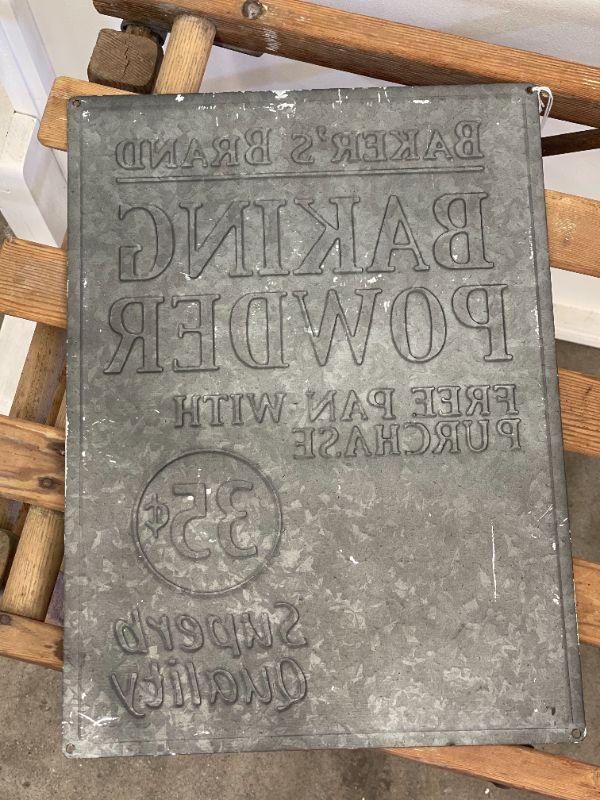 BAKER'S BRAND
BAKING
POWDER
FREE PAN WITH
PURCHASE
35¢
Superb
Quality